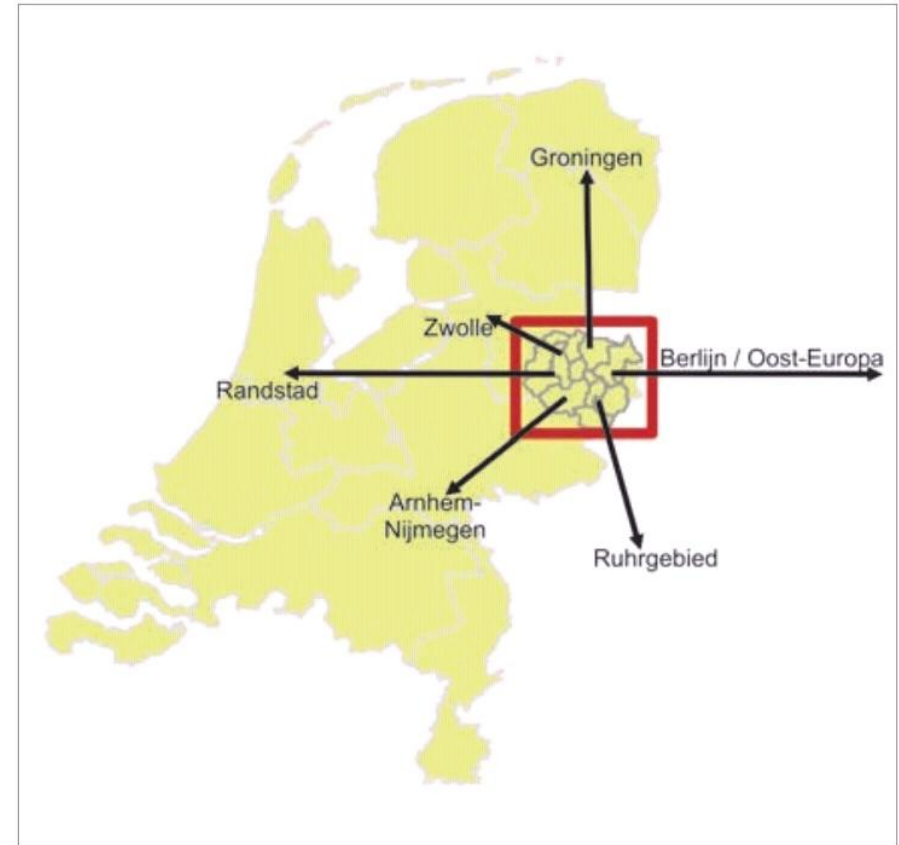 Groningen
Zwolle
Berlijn / Oost-Europa
Randstad
Arnhem-
Nijmegen
Ruhrgebied